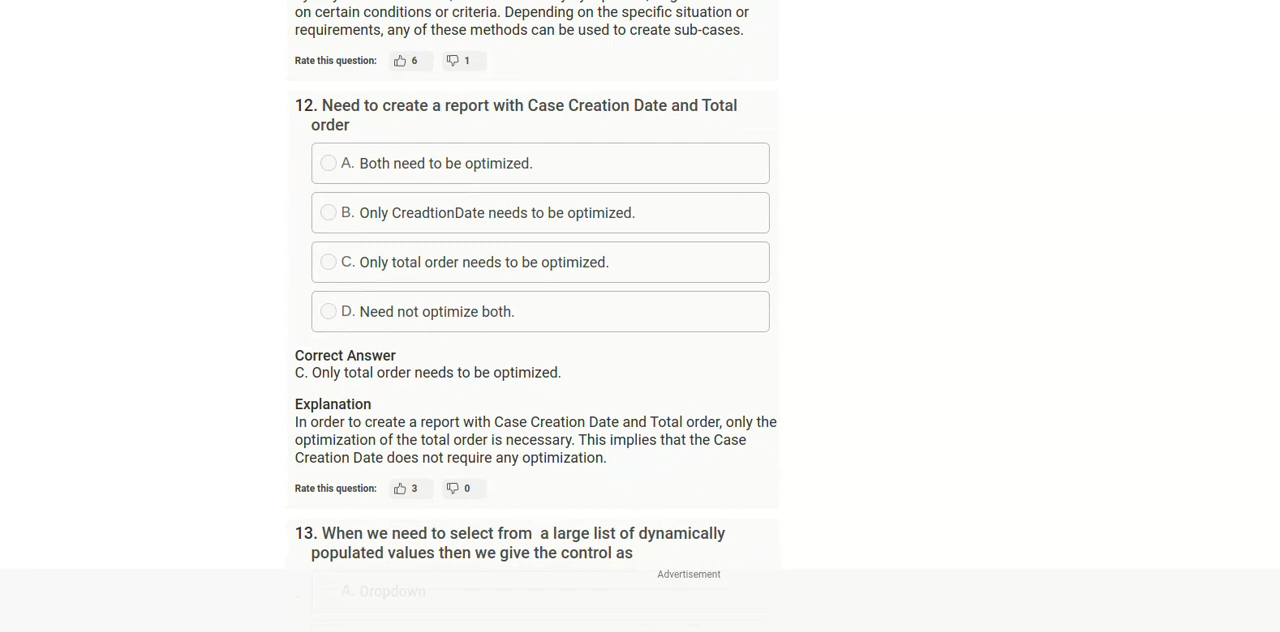 on certain conditions or criteria. Depending on the specific situation or
requirements, any of these methods can be used to create sub-cases.
Rate this question: 6 1
12. Need to create a report with Case Creation Date and Total
order
A. Both need to be optimized.
B. Only CreadtionDate needs to be optimized.
C. Only total order needs to be optimized.
D. Need not optimize both.
Correct Answer
C. Only total order needs to be optimized.
Explanation
In order to create a report with Case Creation Date and Total order, only the
optimization of the total order is necessary. This implies that the Case
Creation Date does not require any optimization.
Rate this question: 3 0
13. When we need to select from  a large list of dynamically
populated values then we give the control as
Advertisement
A. Dropdown